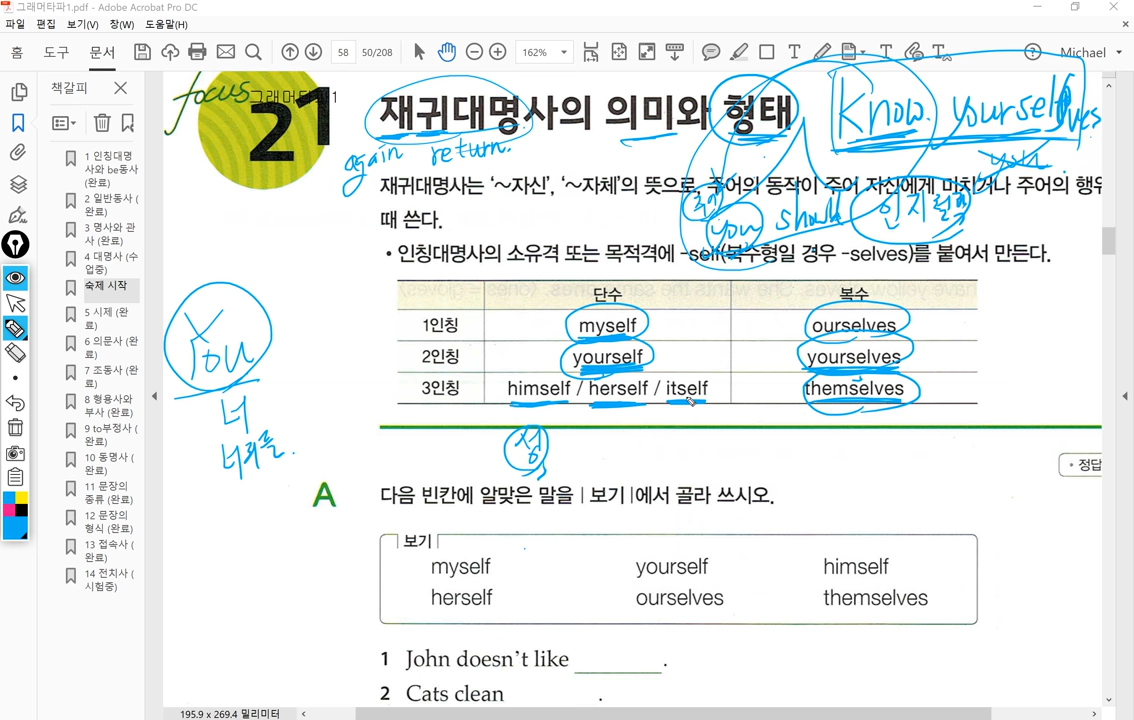 그래머타파1.pdf - Adobe Acrobat Pro DC
파일 편집 보기(V) 창(W) 도움말(H)
홈 도구 문서 58 50/208 162% Michael
책갈피
1 인칭대명
사와 be동사
(완료)
2 일반동사 (
완료)
3 명사와 관
사 (완료)
4 대명사 (수
업중)
숙제 시작
5 시제 (완
료)
6 의문사 (완
료)
7 조동사 (완
료)
8 형용사와
부사 (완료)
9 to부정사 (
완료)
10 동명사 (
완료)
11 문장의
종류 (완료)
12 문장의
형식 (완료)
13 접속사 (
완료)
14 전치사 (
시험중)
focus 그래머타파1
21 재귀대명사의 의미와 형태
again return.
Know yourself
you should
재귀대명사는 ‘~자신’, ‘~자체’의 뜻으로, 주어의 동작이 주어 자신에게 미치거나 주어의 행위
때 쓴다.
• 인칭대명사의 소유격 또는 목적격에 -self(복수형일 경우 -selves)를 붙여서 만든다.
단수 복수
1인칭 myself ourselves
2인칭 yourself yourselves
3인칭 himself / herself / itself themselves
You
너
너희들.
성
• 정답
A 다음 빈칸에 알맞은 말을 | 보기 |에서 골라 쓰시오.
보기
myself yourself himself
herself ourselves themselves
1 John doesn’t like ________.
2 Cats clean .
195.9 x 269.4 밀리미터